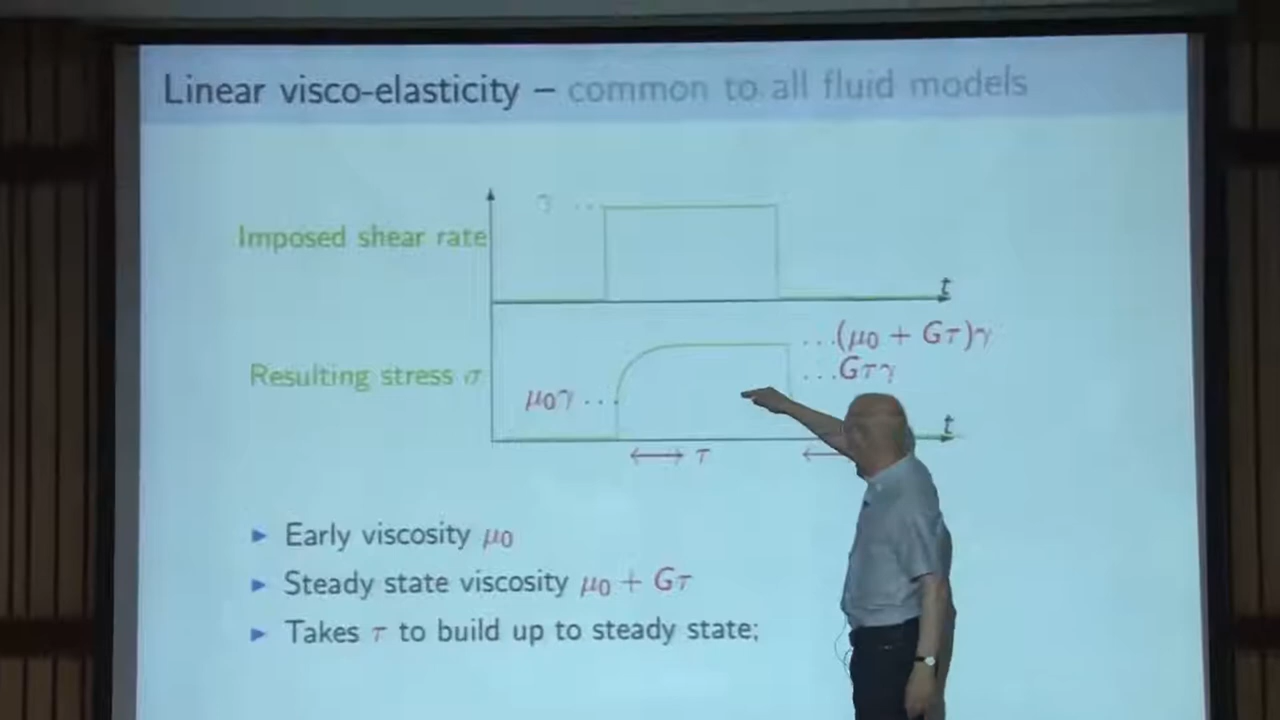 Linear visco-elasticity – common to all fluid models
γ ...
Imposed shear rate
t
...(μ₀ + Gτ)γ
...Gτγ
Resulting stress σ
μ₀γ ...
t
τ
▶ Early viscosity μ₀
▶ Steady state viscosity μ₀ + Gτ
▶ Takes τ to build up to steady state;